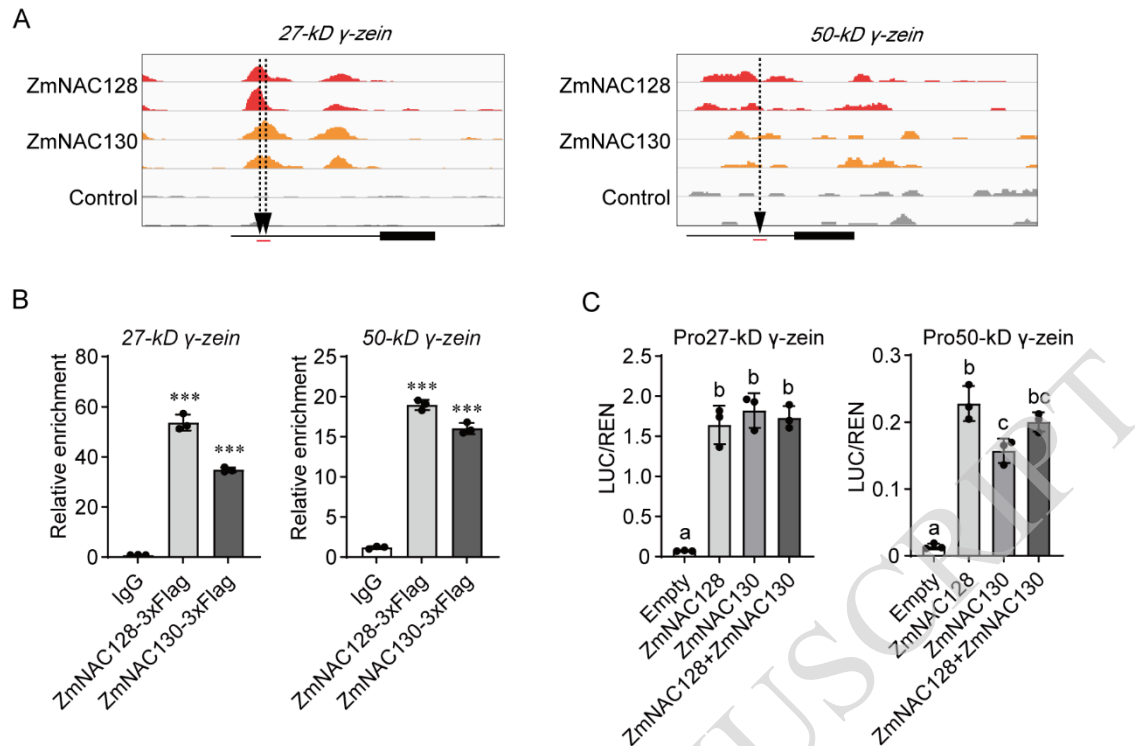 A
27-kD γ-zein
50-kD γ-zein
ZmNAC128
ZmNAC130
Control
ZmNAC128
ZmNAC130
Control
B
27-kD γ-zein
Relative enrichment
80
60
40
20
0
***
***
IgG
ZmNAC128-3xFlag
ZmNAC130-3xFlag
50-kD γ-zein
Relative enrichment
25
20
15
10
5
0
***
***
IgG
ZmNAC128-3xFlag
ZmNAC130-3xFlag
C
Pro27-kD γ-zein
LUC/REN
2.5
2.0
1.5
1.0
0.5
0
a
b
b
b
Empty
ZmNAC128
ZmNAC130
ZmNAC128+ZmNAC130
Pro50-kD γ-zein
LUC/REN
0.3
0.2
0.1
0
a
b
c
bc
Empty
ZmNAC128
ZmNAC130
ZmNAC128+ZmNAC130
USCRIPT